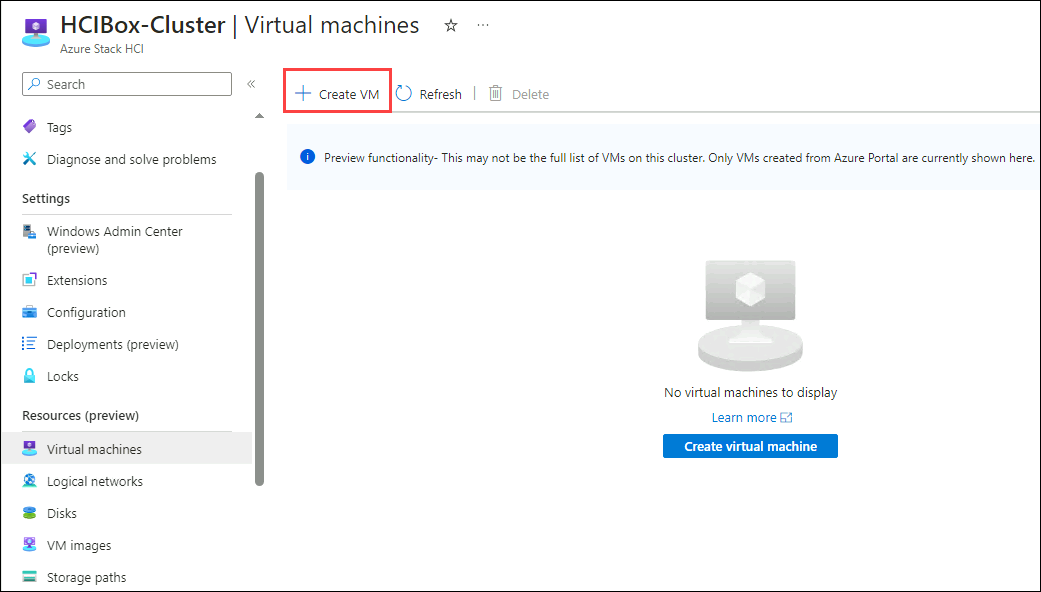 HCIBox-Cluster | Virtual machines
Azure Stack HCI
Search
Create VM
Refresh
Delete
Tags
Diagnose and solve problems
Settings
Windows Admin Center
(preview)
Extensions
Configuration
Deployments (preview)
Locks
Resources (preview)
Virtual machines
Logical networks
Disks
VM images
Storage paths
Preview functionality- This may not be the full list of VMs on this cluster. Only VMs created from Azure Portal are currently shown here.
No virtual machines to display
Learn more
Create virtual machine